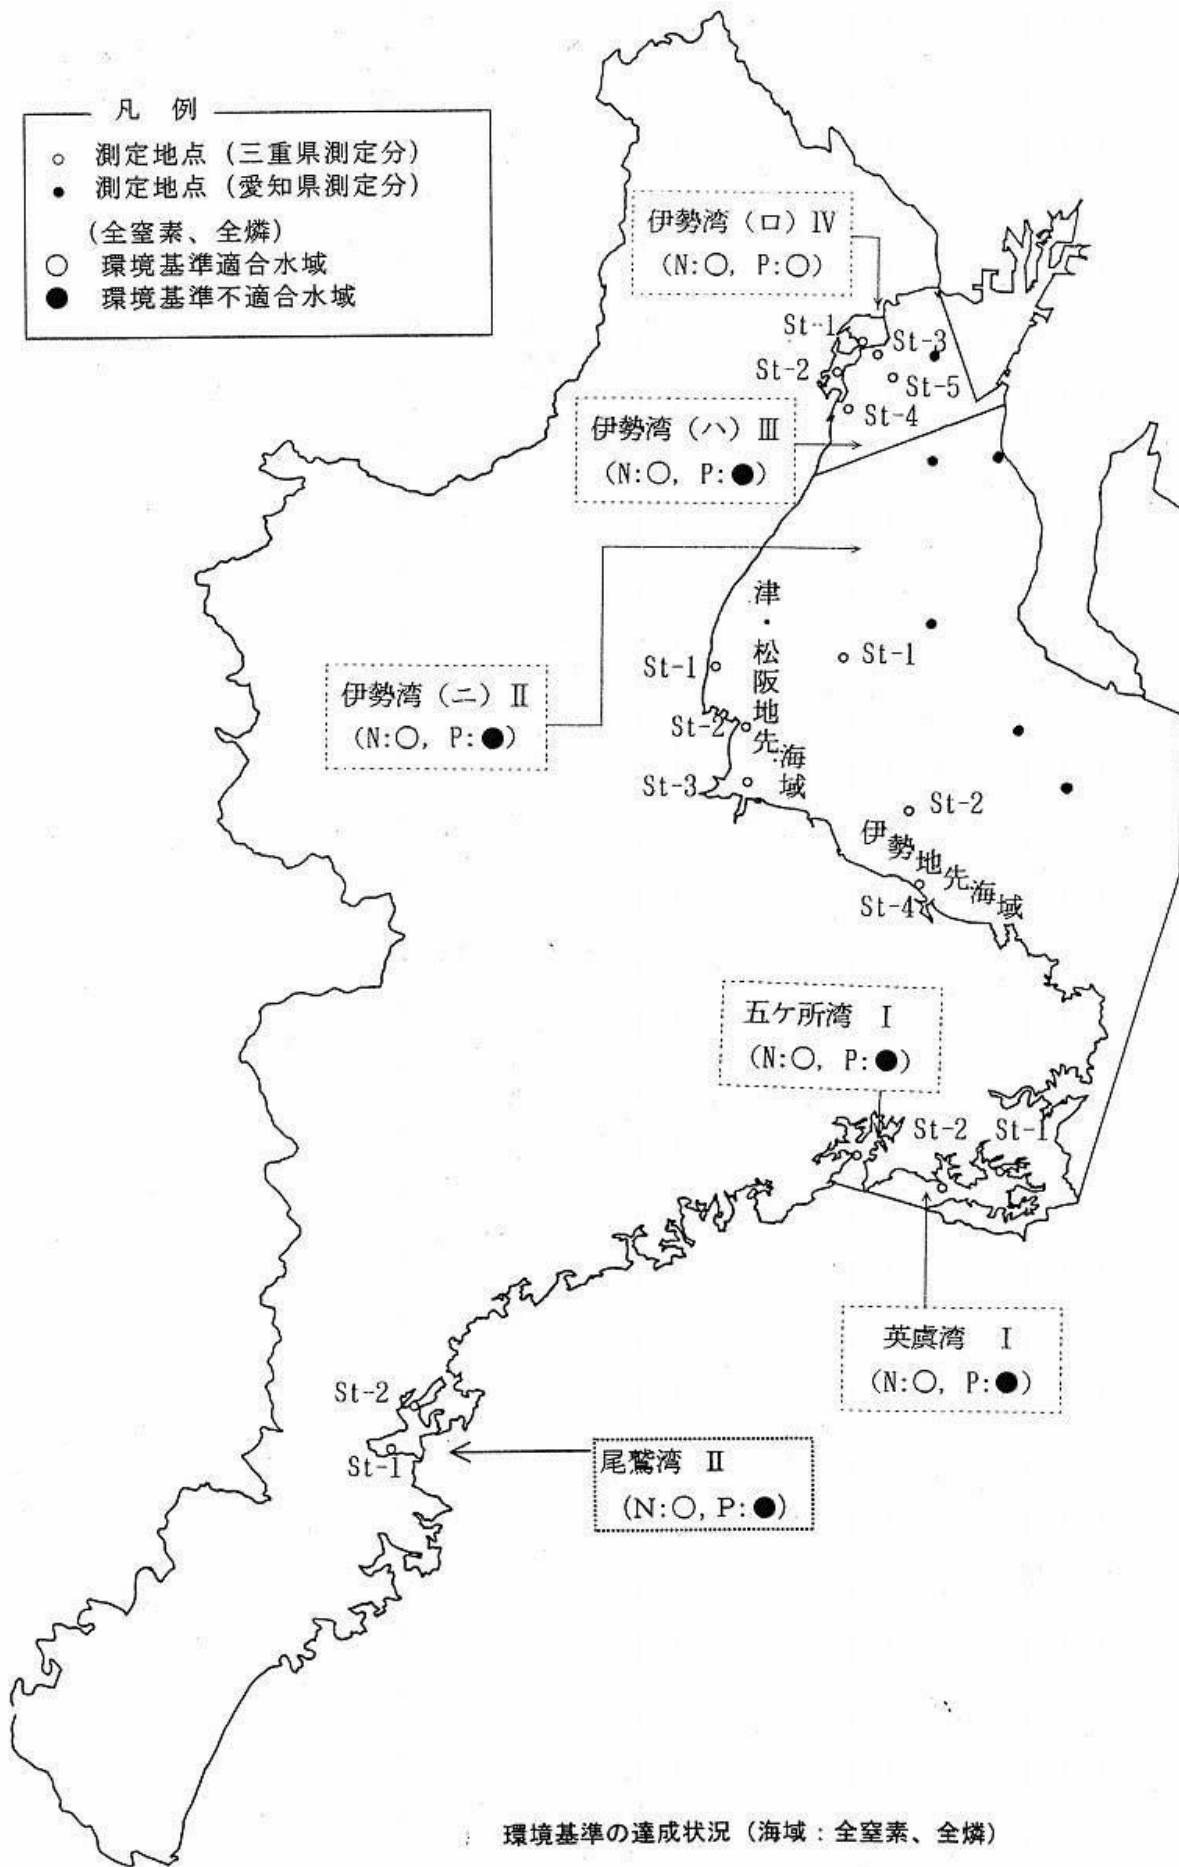 凡 例
○ 測定地点（三重県測定分）
● 測定地点（愛知県測定分）
(全窒素、全燐)
○ 環境基準適合水域
● 環境基準不適合水域
伊勢湾（ロ）Ⅳ
(N:○, P:○)
St-1
St-3
St-2
St-5
St-4
伊勢湾（ハ）Ⅲ
(N:○, P:●)
津・松阪地先海域
St-1
St-1
伊勢湾（ニ）Ⅱ
(N:○, P:●)
St-2
St-3
St-2
伊勢地先海域
St-4
五ケ所湾 Ⅰ
(N:○, P:●)
St-2
St-1
英虞湾 Ⅰ
(N:○, P:●)
St-2
St-1
尾鷲湾 Ⅱ
(N:○, P:●)
環境基準の達成状況（海域：全窒素、全燐）